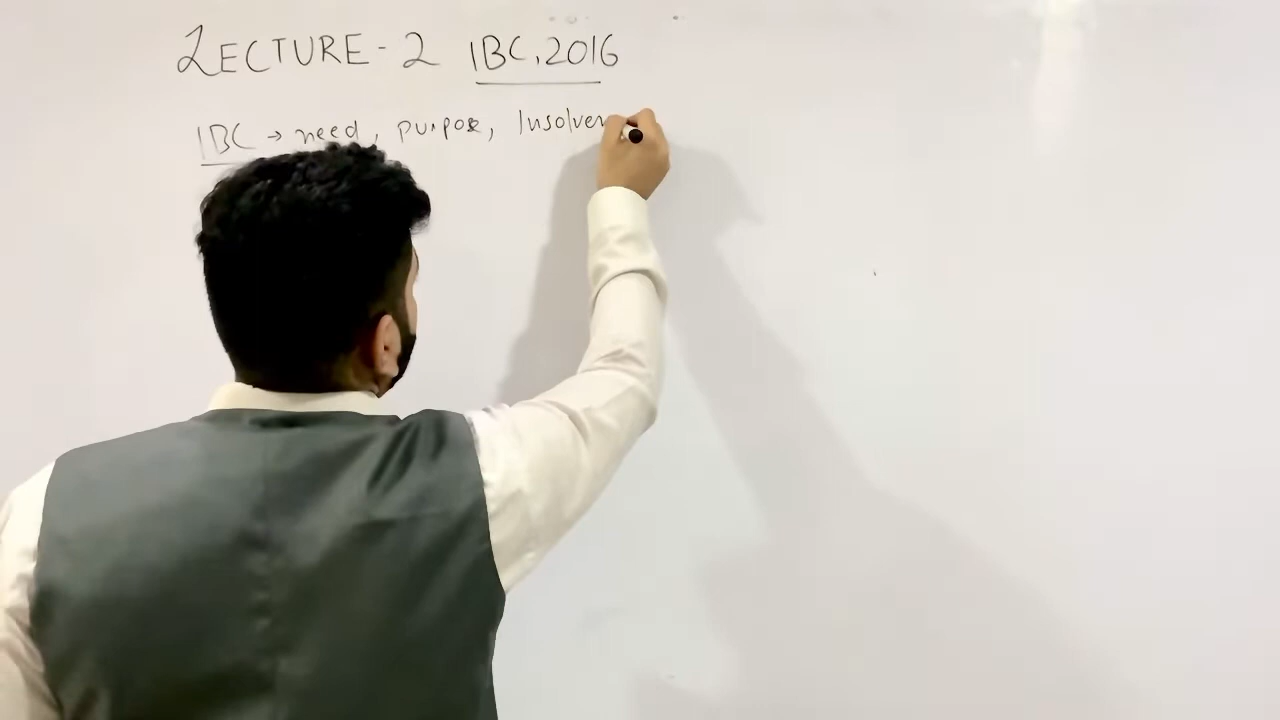 LECTURE-2 IBC,2016
IBC → need, purpose, Insolven